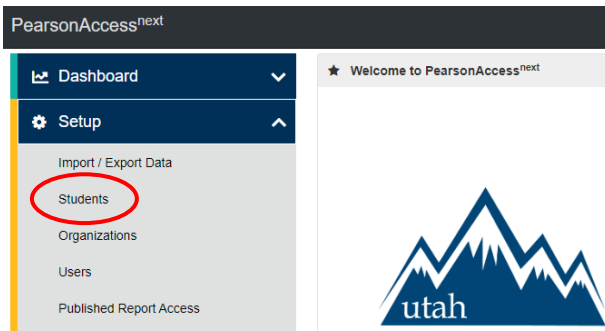 PearsonAccessnext
Dashboard
Setup
Import / Export Data
Students
Organizations
Users
Published Report Access
Welcome to PearsonAccessnext
utah